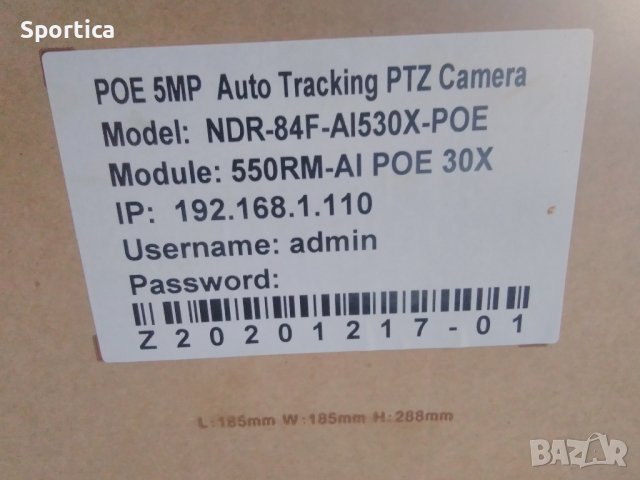 Sportica
POE 5MP Auto Tracking PTZ Camera
Model: NDR-84F-AI530X-POE
Module: 550RM-AI POE 30X
IP: 192.168.1.110
Username: admin
Password:
Z20201217-01
L:185mm W:185mm H:288mm
BAZAR